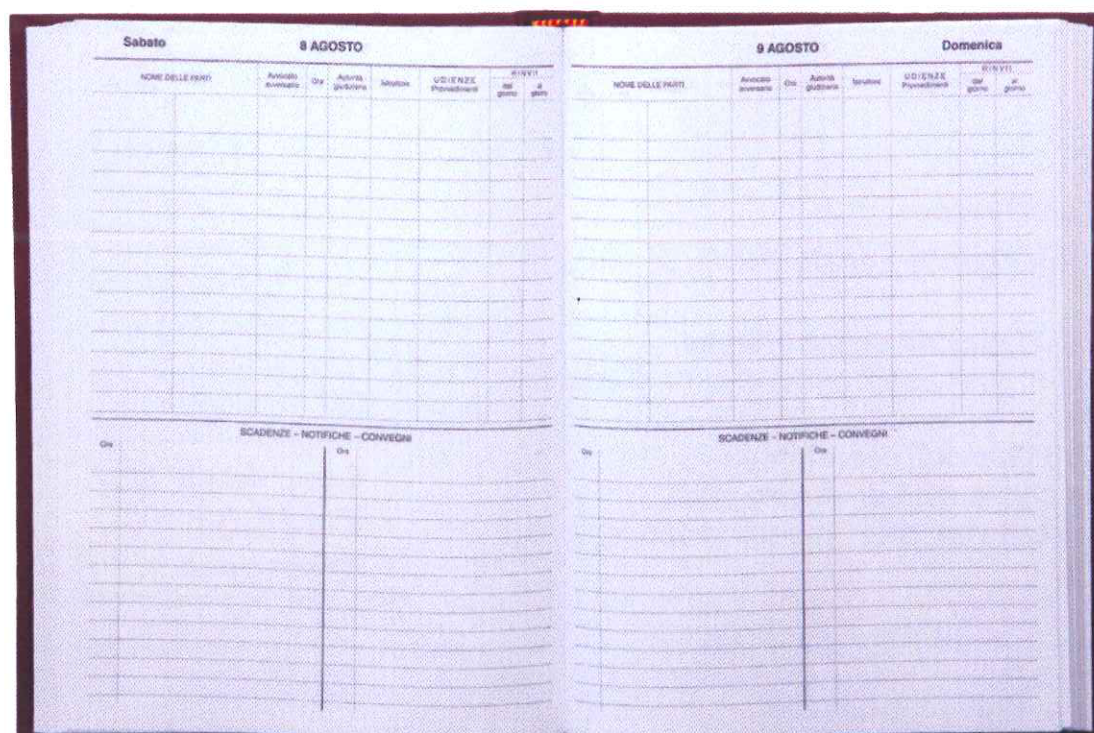 Sabato 8 AGOSTO
NOME DELLE PARTI Avvocato avversario Ora Autorità giudiziaria Istruttore UDIENZE Provvedimenti RINVII dal giorno al giorno
SCADENZE – NOTIFICHE – CONVEGNI
Ora Ora
9 AGOSTO Domenica
NOME DELLE PARTI Avvocato avversario Ora Autorità giudiziaria Istruttore UDIENZE Provvedimenti RINVII dal giorno al giorno
SCADENZE – NOTIFICHE – CONVEGNI
Ora Ora